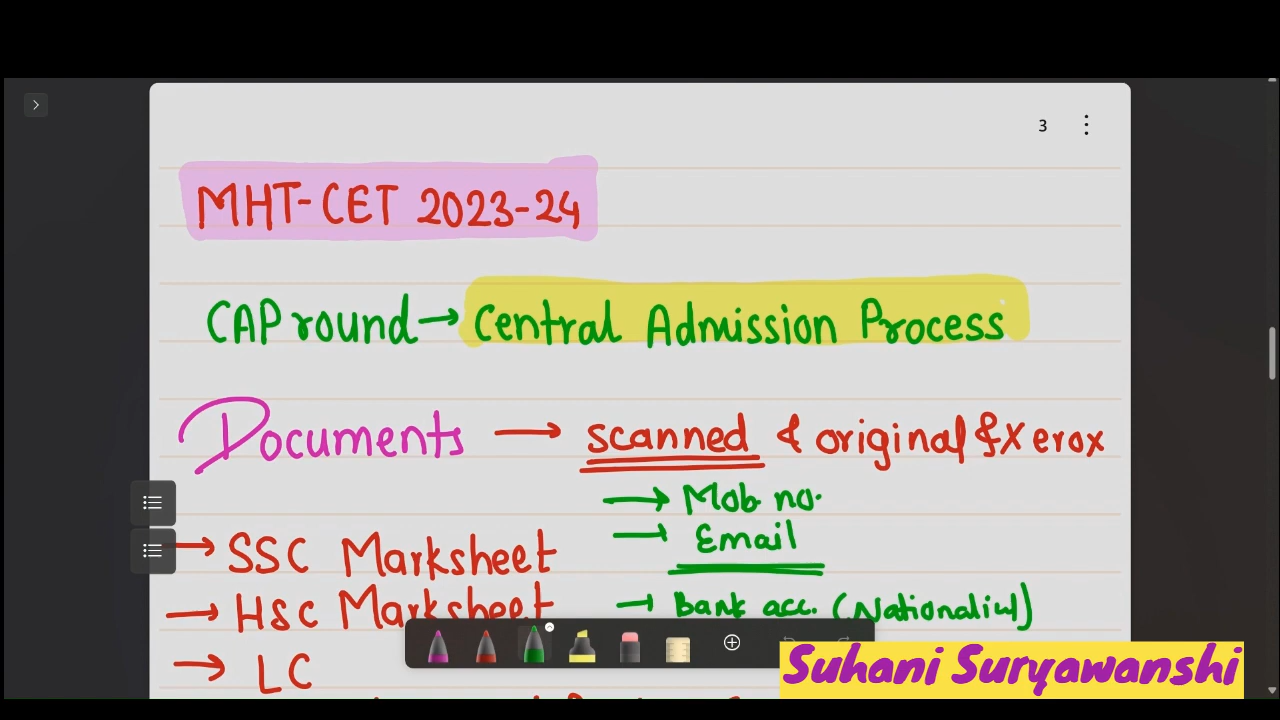 3
MHT-CET 2023-24
CAP round → Central Admission Process
Documents → scanned & original & Xerox
→ Mob. no.
→ Email
→ SSC Marksheet
→ HSC Marksheet
→ Bank acc.
→ LC
Suhani Suryawanshi